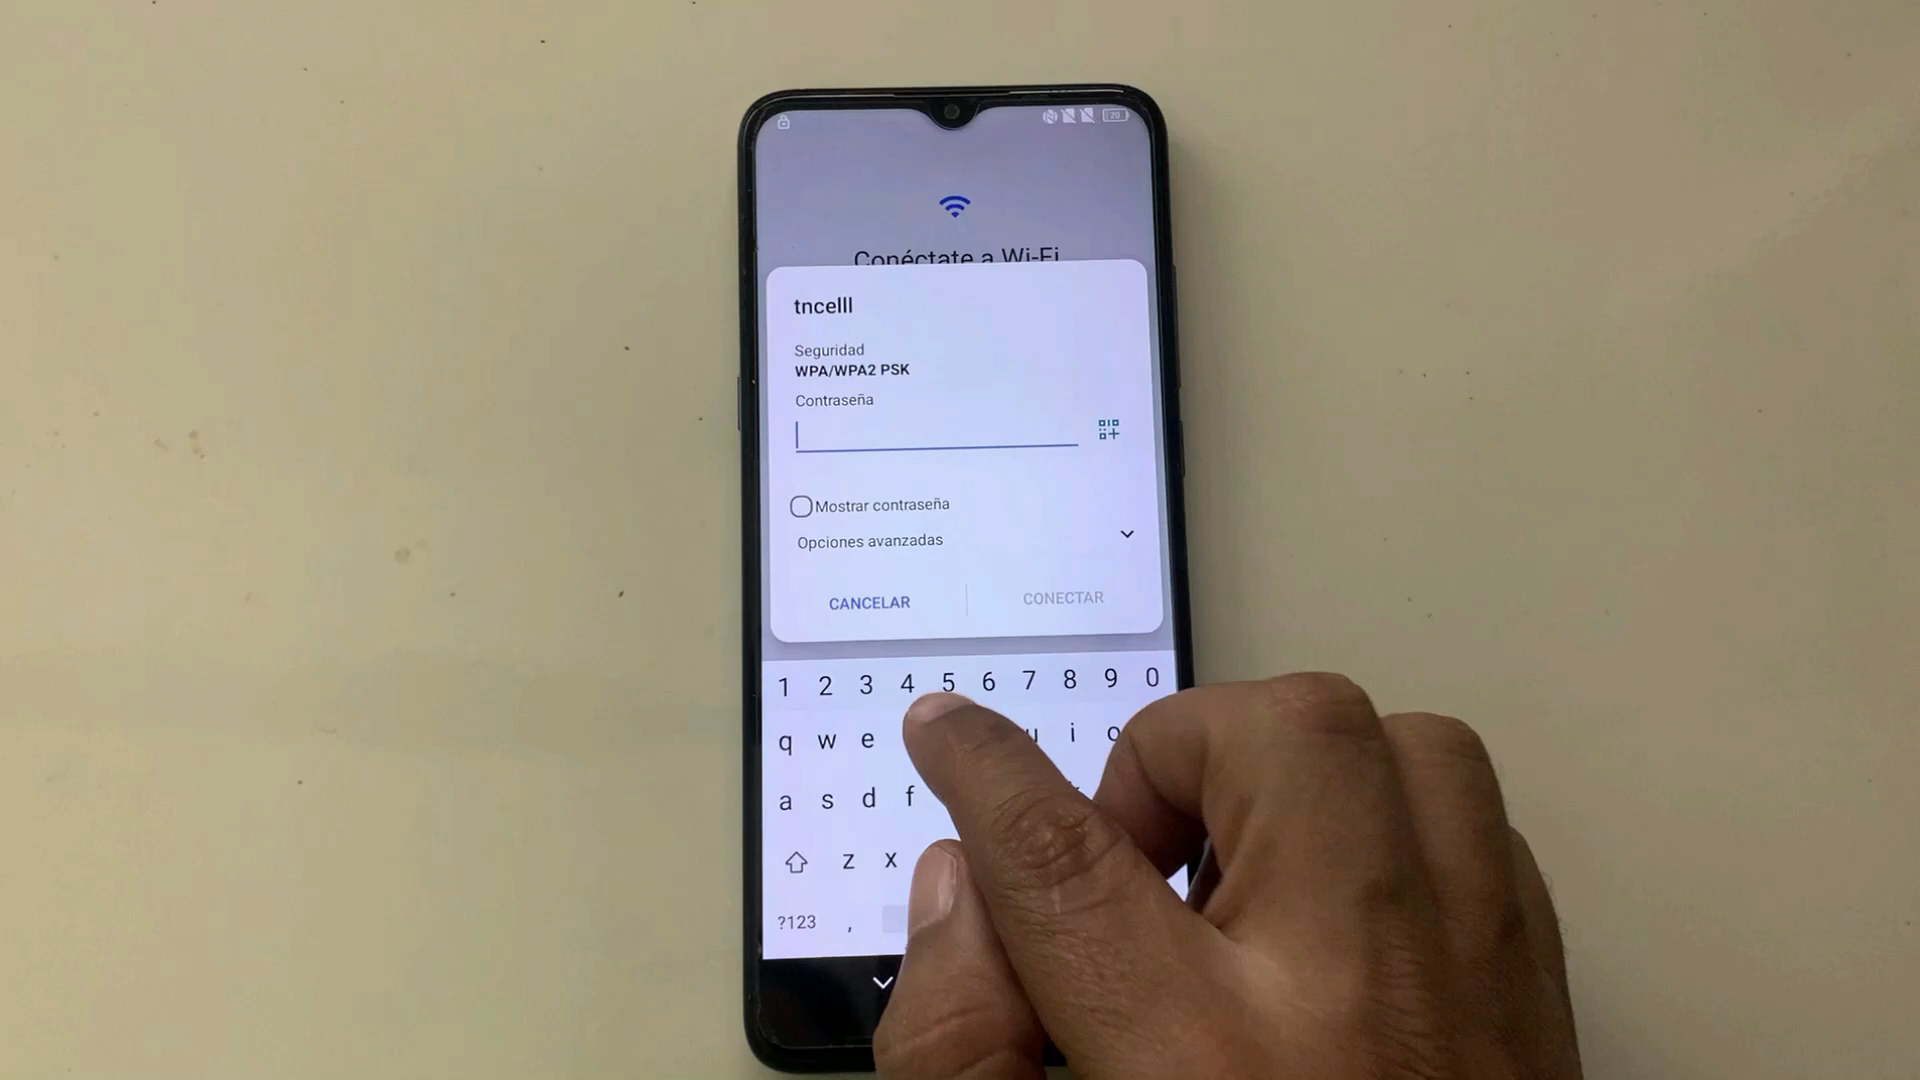 20
Conéctate a Wi-Fi
tncelll
Seguridad
WPA/WPA2 PSK
Contraseña
Mostrar contraseña
Opciones avanzadas
CANCELAR CONECTAR
1 2 3 4 5 6 7 8 9 0
q w e u i o
a s d f
z x
?123 ,